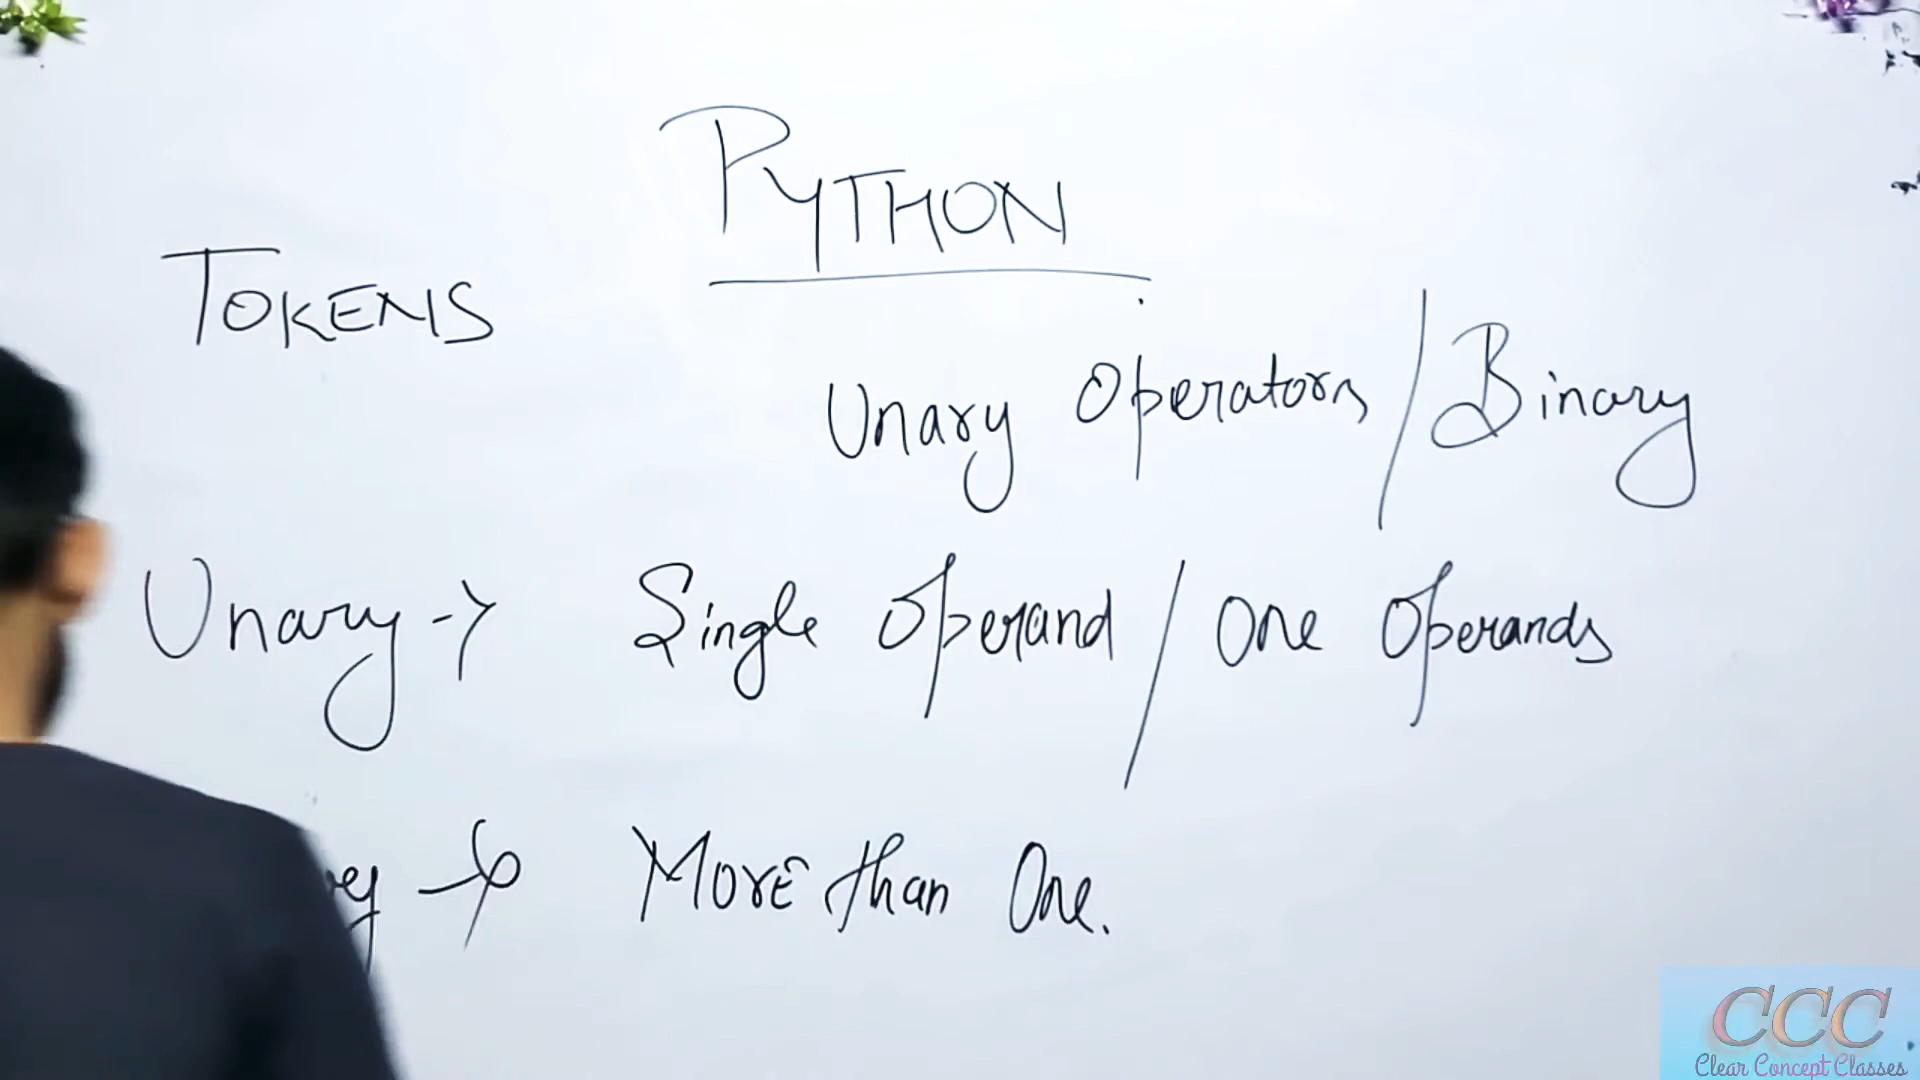 PYTHON
TOKENS
Unary Operators / Binary
Unary -> Single Operand / One Operands
More than One.
CCC
Clear Concept Classes